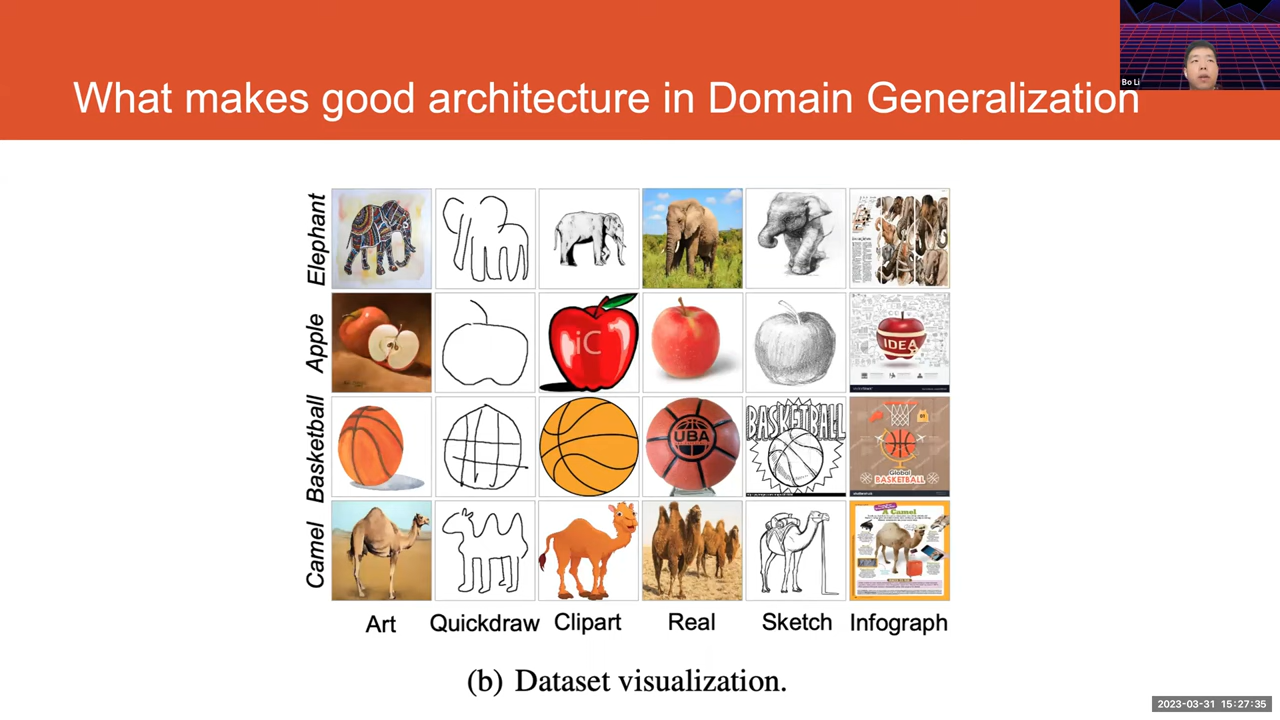 Bo Li
What makes good architecture in Domain Generalization
Elephant
Apple
iC
IDEA
Basketball
UBA
BASKETBALL
Global
BASKETBALL
Camel
A Camel
Art Quickdraw Clipart Real Sketch Infograph
(b) Dataset visualization.
2023-03-31 15:27:35